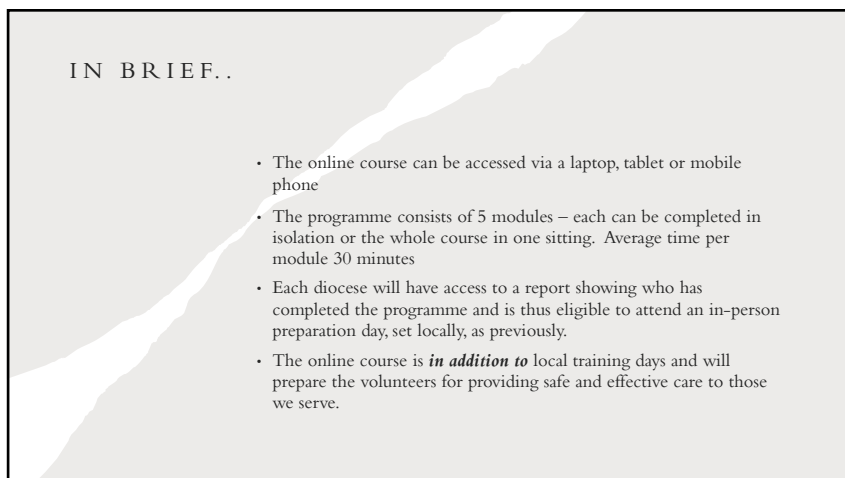 IN BRIEF..
• The online course can be accessed via a laptop, tablet or mobile
phone
• The programme consists of 5 modules – each can be completed in
isolation or the whole course in one sitting. Average time per
module 30 minutes
• Each diocese will have access to a report showing who has
completed the programme and is thus eligible to attend an in-person
preparation day, set locally, as previously.
• The online course is in addition to local training days and will
prepare the volunteers for providing safe and effective care to those
we serve.